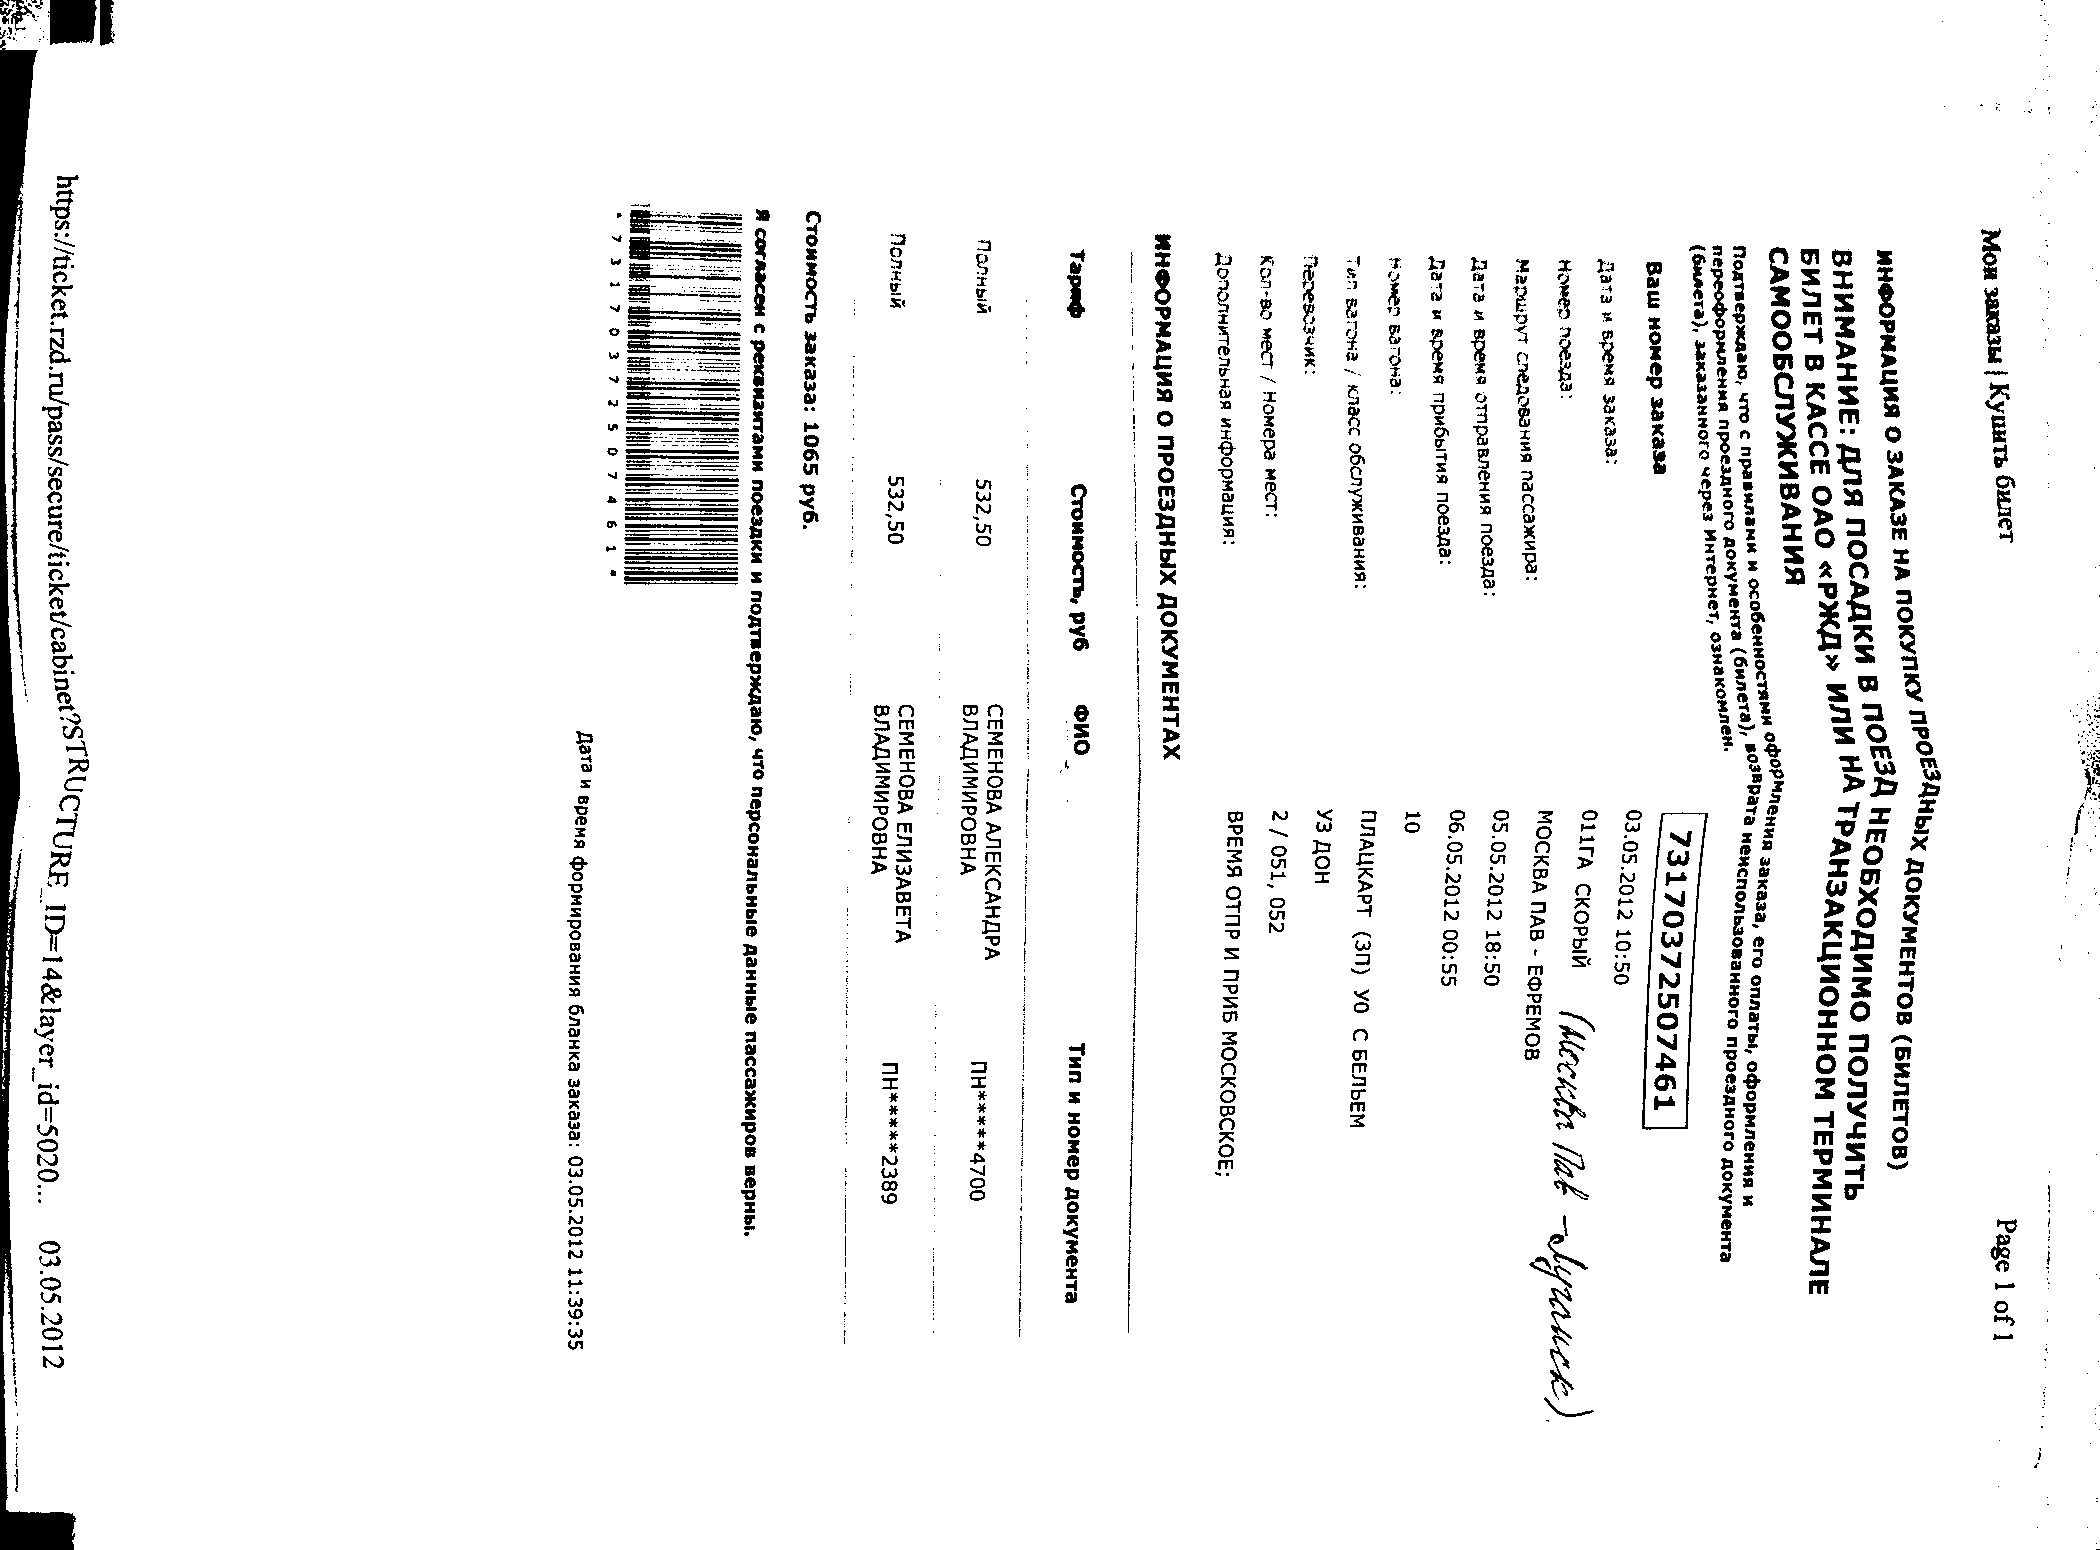 Мои заказы | Купить билет
Page 1 of 1
ИНФОРМАЦИЯ О ЗАКАЗЕ НА ПОКУПКУ ПРОЕЗДНЫХ ДОКУМЕНТОВ (БИЛЕТОВ)
ВНИМАНИЕ: ДЛЯ ПОСАДКИ В ПОЕЗД НЕОБХОДИМО ПОЛУЧИТЬ
БИЛЕТ В КАССЕ ОАО «РЖД» ИЛИ НА ТРАНЗАКЦИОННОМ ТЕРМИНАЛЕ
САМООБСЛУЖИВАНИЯ
Подтверждаю, что с правилами и особенностями оформления заказа, его оплаты, оформления и
переоформления проездного документа (билета), возврата неиспользованного проездного документа
(билета), заказанного через Интернет, ознакомлен.
Ваш номер заказа 73170372507461
Дата и время заказа: 03.05.2012 10:50
Номер поезда: 011ГА СКОРЫЙ (Москва Пав - Луганск)
Маршрут следования пассажира: МОСКВА ПАВ - ЕФРЕМОВ
Дата и время отправления поезда: 05.05.2012 18:50
Дата и время прибытия поезда: 06.05.2012 00:55
Номер вагона: 10
Тип вагона / класс обслуживания: ПЛАЦКАРТ (3П) У0 С БЕЛЬЕМ
Перевозчик: УЗ ДОН
Кол-во мест / Номера мест: 2 / 051, 052
Дополнительная информация: ВРЕМЯ ОТПР И ПРИБ МОСКОВСКОЕ;
ИНФОРМАЦИЯ О ПРОЕЗДНЫХ ДОКУМЕНТАХ
Тариф Стоимость, руб ФИО Тип и номер документа
Полный 532,50 СЕМЕНОВА АЛЕКСАНДРА ПН*****4700
ВЛАДИМИРОВНА
Полный 532,50 СЕМЕНОВА ЕЛИЗАВЕТА ПН*****2389
ВЛАДИМИРОВНА
Стоимость заказа: 1065 руб.
Я согласен с реквизитами поездки и подтверждаю, что персональные данные пассажиров верны.
* 7 3 1 7 0 3 7 2 5 0 7 4 6 1 *
Дата и время формирования бланка заказа: 03.05.2012 11:39:35
https://ticket.rzd.ru/pass/secure/ticket/cabinet?STRUCTURE_ID=14&layer_id=5020... 03.05.2012